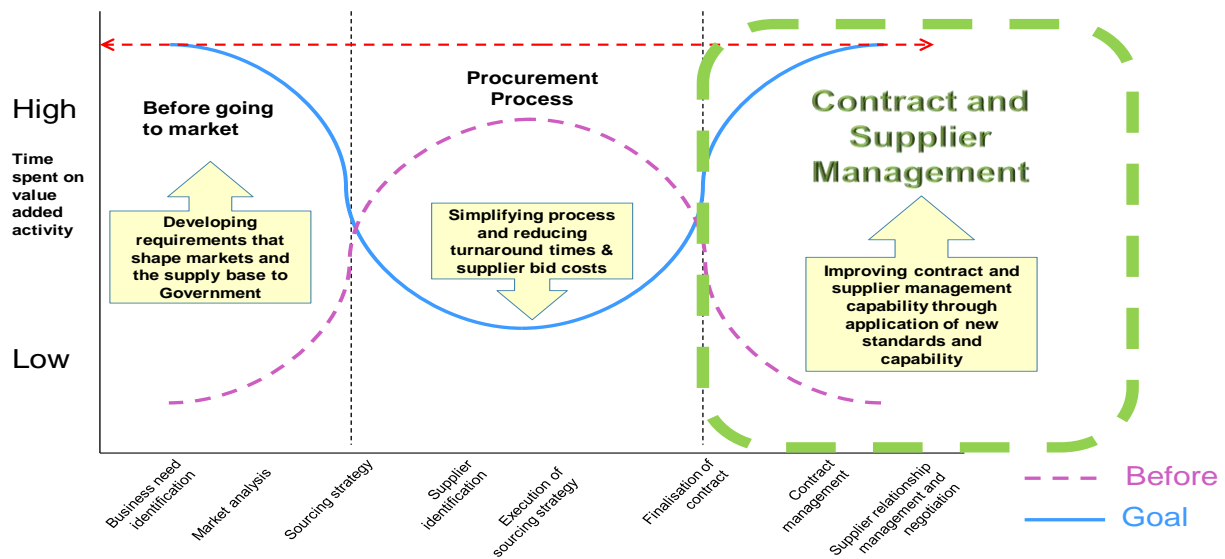 High
Time
spent on
value
added
activity
Low
Before going
to market
Developing
requirements that
shape markets and
the supply base to
Government
Procurement
Process
Simplifying process
and reducing
turnaround times &
supplier bid costs
Contract and
Supplier
Management
Improving contract and
supplier management
capability through
application of new
standards and
capability
Business need
identification
Market analysis
Sourcing strategy
Supplier
identification
Execution of
sourcing strategy
Finalisation of
contract
Contract
management
Supplier relationship
management and
negotiation
Before
Goal